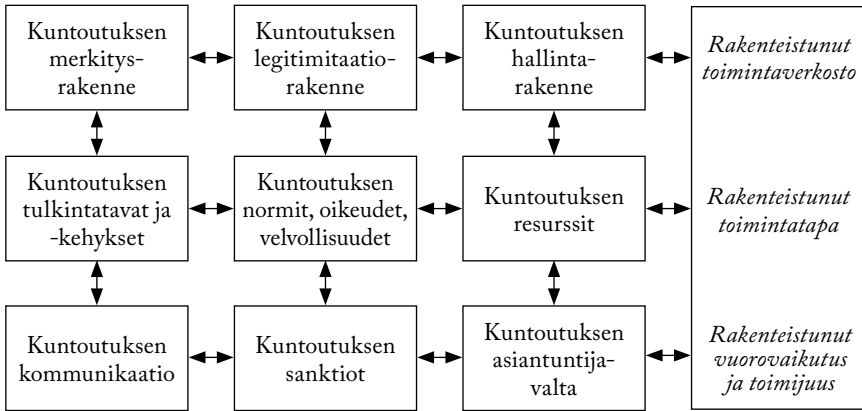 Kuntoutuksen
merkitys-
rakenne
Kuntoutuksen
legitimitaatio-
rakenne
Kuntoutuksen
hallinta-
rakenne
Rakenteistunut
toimintaverkosto
Kuntoutuksen
tulkintatavat ja
-kehykset
Kuntoutuksen
normit, oikeudet,
velvollisuudet
Kuntoutuksen
resurssit
Rakenteistunut
toimintatapa
Kuntoutuksen
kommunikaatio
Kuntoutuksen
sanktiot
Kuntoutuksen
asiantuntija-
valta
Rakenteistunut
vuorovaikutus
ja toimijuus